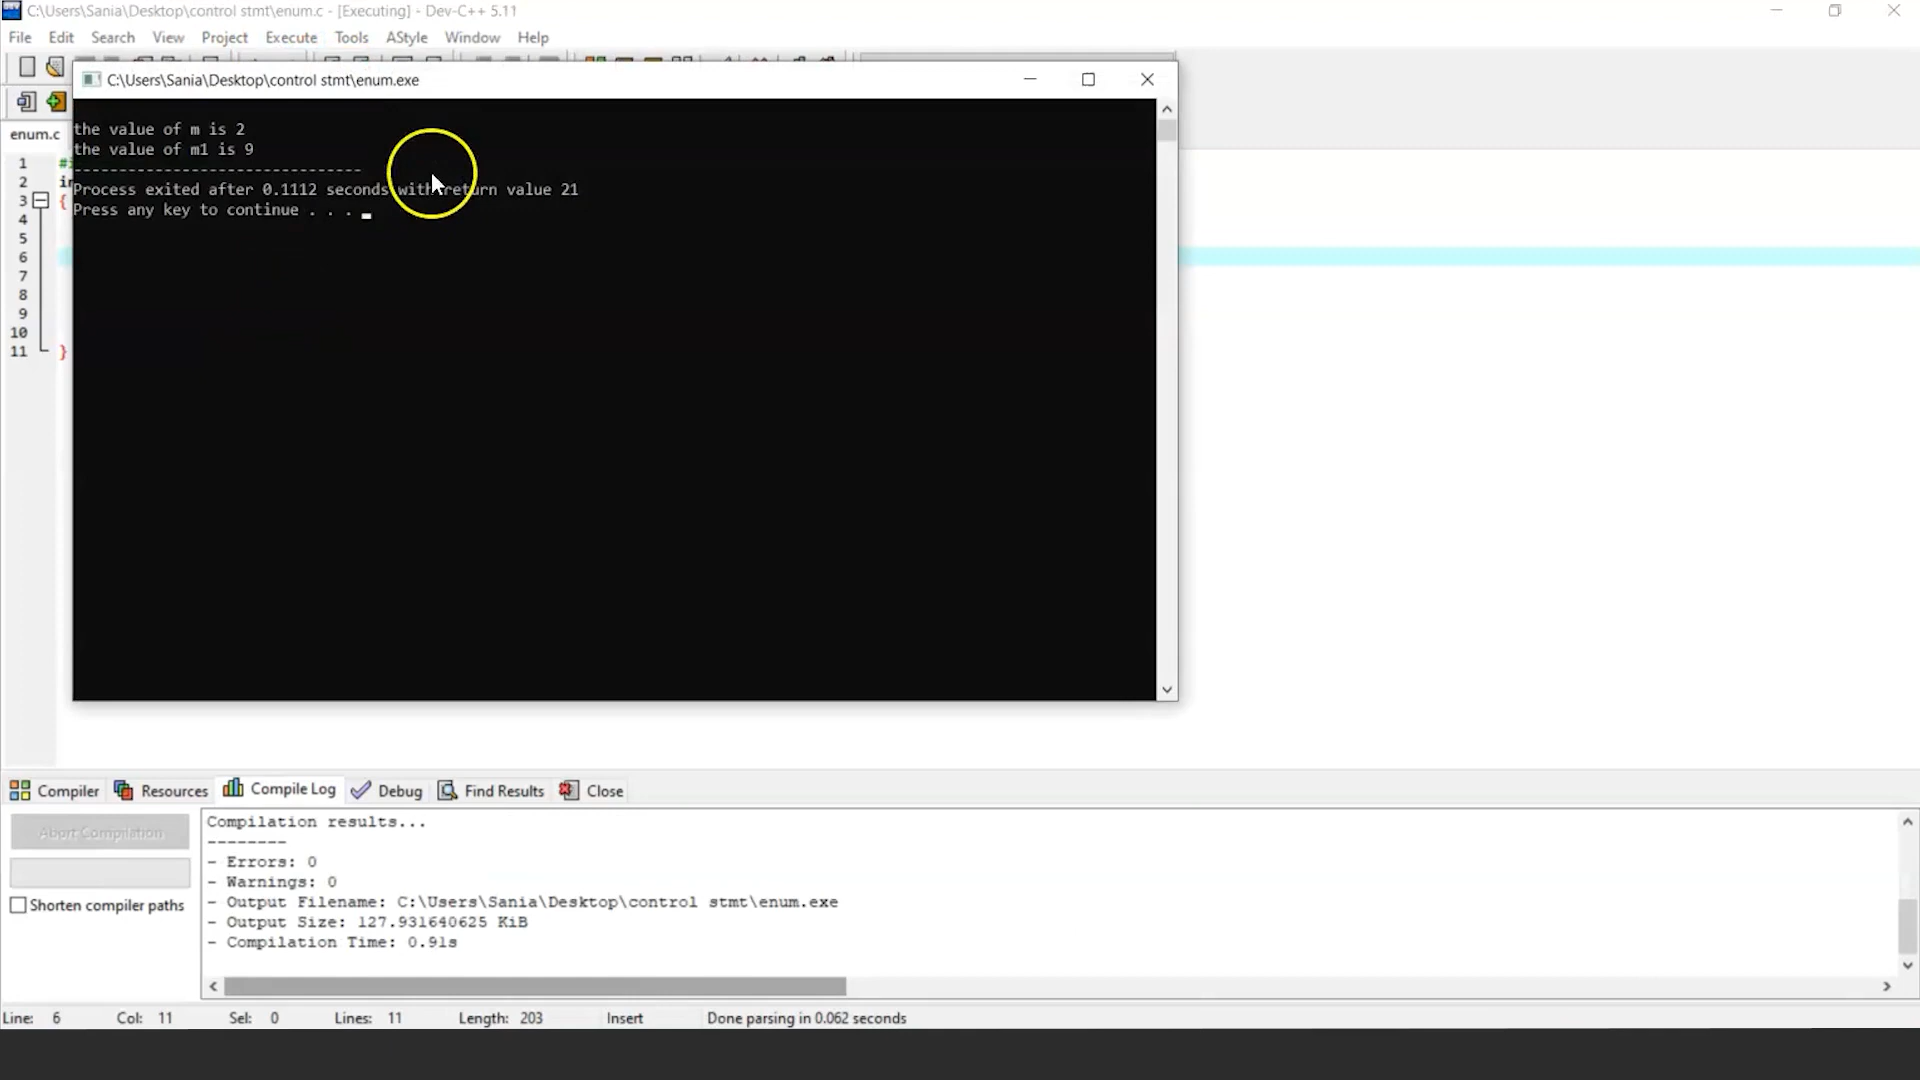 C:\Users\Sania\Desktop\control stmt\enum.c - [Executing] - Dev-C++ 5.11
File Edit Search View Project Execute Tools AStyle Window Help
C:\Users\Sania\Desktop\control stmt\enum.exe
enum.c
the value of m is 2
the value of m1 is 9
--------------------------------
Process exited after 0.1112 seconds with return value 21
Press any key to continue . . .
1 #i
2 in
3 {
4
5
6
7
8
9
10
11 }
Compiler Resources Compile Log Debug Find Results Close
Abort Compilation
Shorten compiler paths
Compilation results...
--------
- Errors: 0
- Warnings: 0
- Output Filename: C:\Users\Sania\Desktop\control stmt\enum.exe
- Output Size: 127.931640625 KiB
- Compilation Time: 0.91s
Line: 6 Col: 11 Sel: 0 Lines: 11 Length: 203 Insert Done parsing in 0.062 seconds